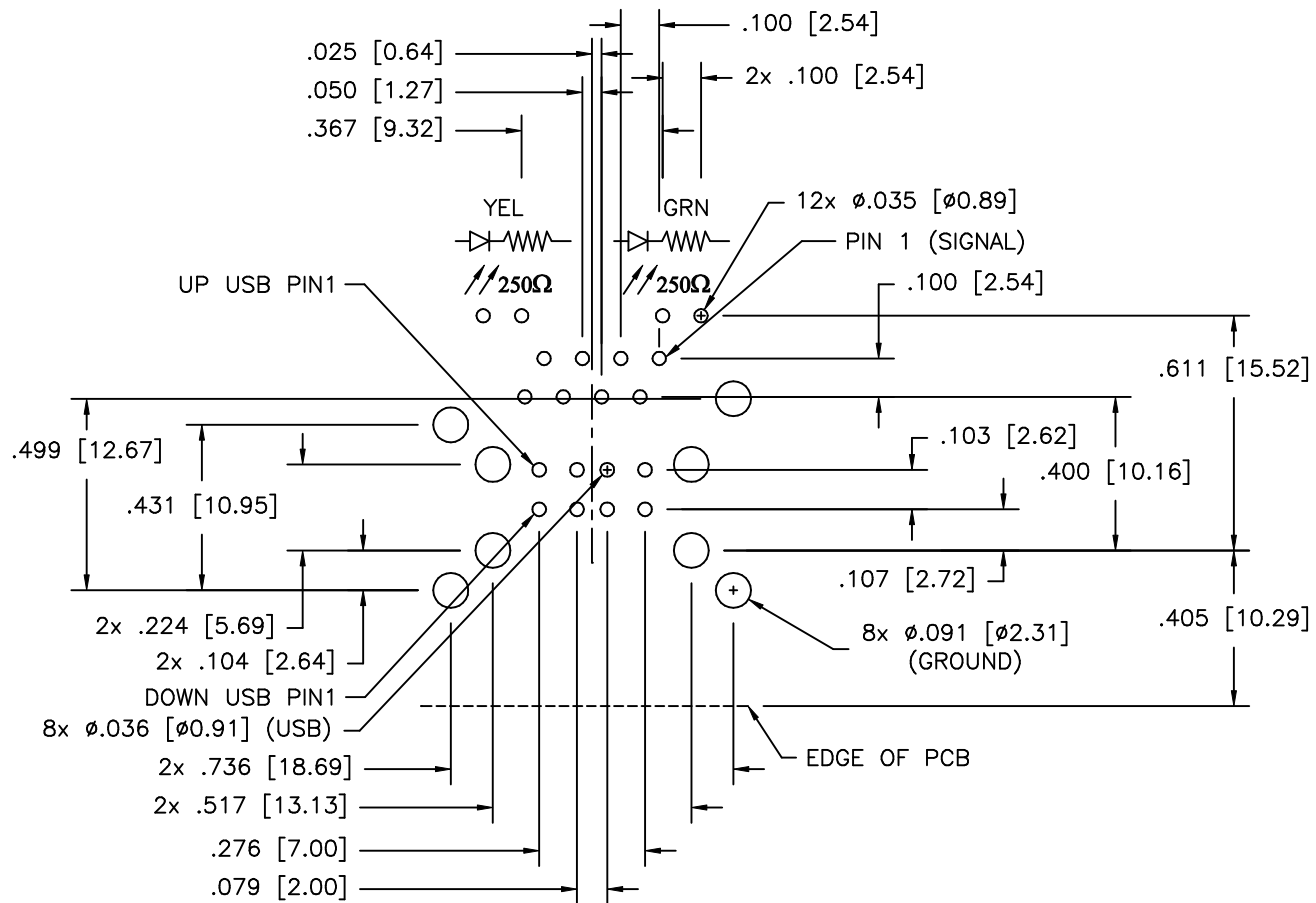 .100 [2.54]
.025 [0.64]
2x .100 [2.54]
.050 [1.27]
.367 [9.32]
12x ø.035 [ø0.89]
YEL
GRN
PIN 1 (SIGNAL)
UP USB PIN1
250Ω
250Ω
.100 [2.54]
.611 [15.52]
.499 [12.67]
.103 [2.62]
.400 [10.16]
.431 [10.95]
.107 [2.72]
2x .224 [5.69]
8x ø.091 [ø2.31]
(GROUND)
.405 [10.29]
2x .104 [2.64]
DOWN USB PIN1
8x ø.036 [ø0.91] (USB)
EDGE OF PCB
2x .736 [18.69]
2x .517 [13.13]
.276 [7.00]
.079 [2.00]